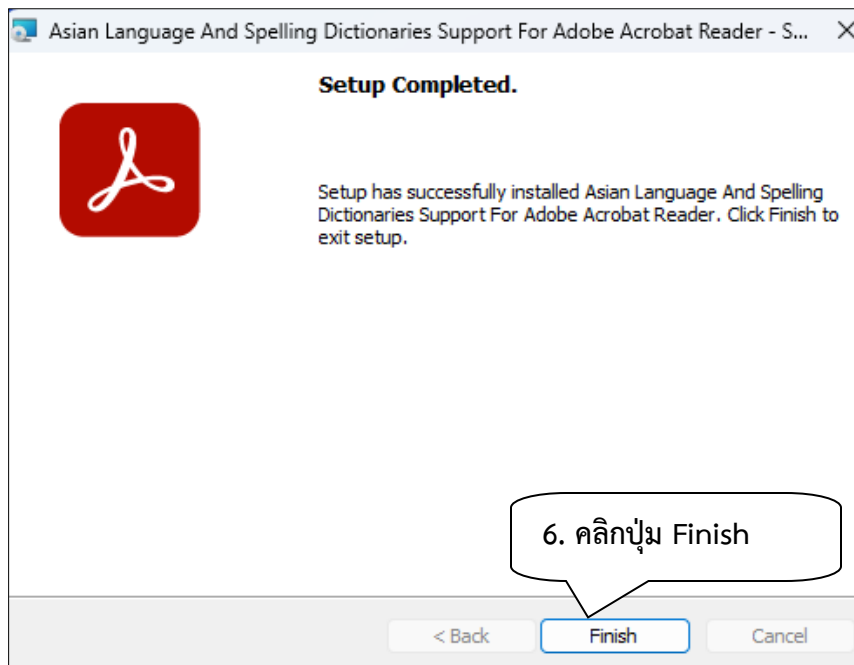 Asian Language And Spelling Dictionaries Support For Adobe Acrobat Reader - S...
Setup Completed.
Setup has successfully installed Asian Language And Spelling
Dictionaries Support For Adobe Acrobat Reader. Click Finish to
exit setup.
6. คลิกปุ่ม Finish
< Back Finish Cancel